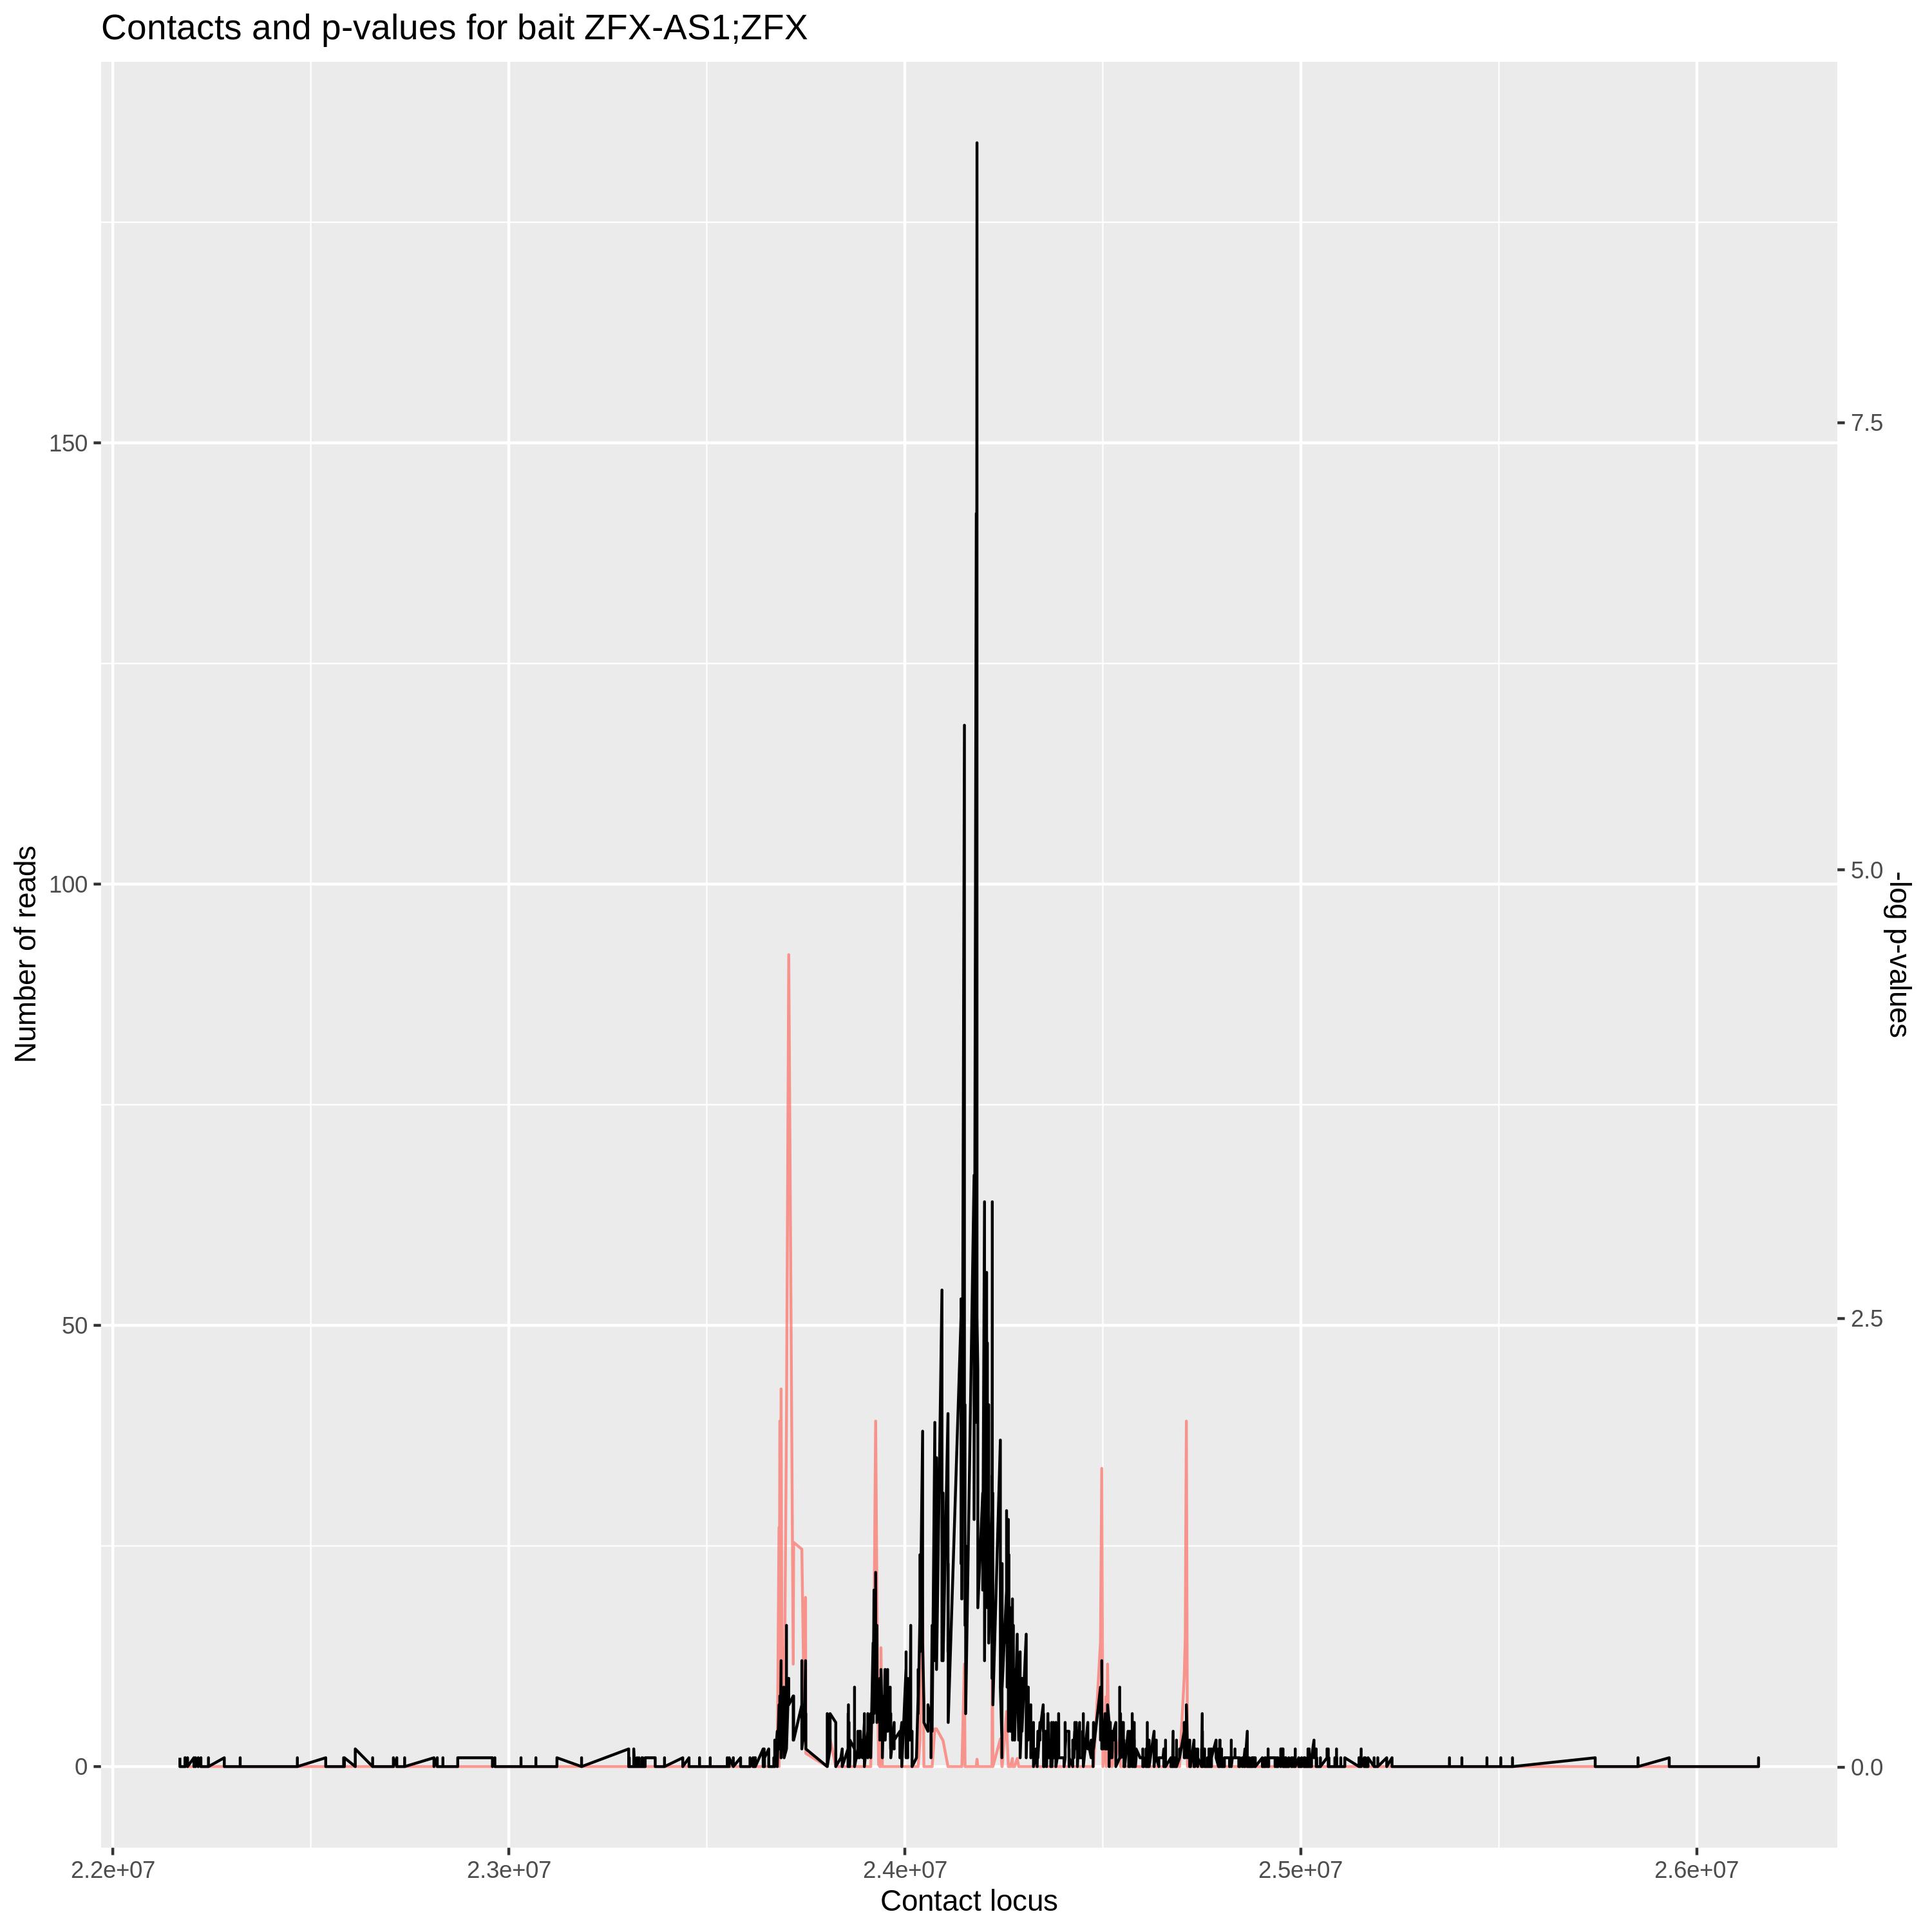 Contacts and p-values for bait ZFX-AS1;ZFX
150
100
50
0
Number of reads
7.5
5.0
2.5
0.0
-log p-values
2.2e+07
2.3e+07
2.4e+07
2.5e+07
2.6e+07
Contact locus